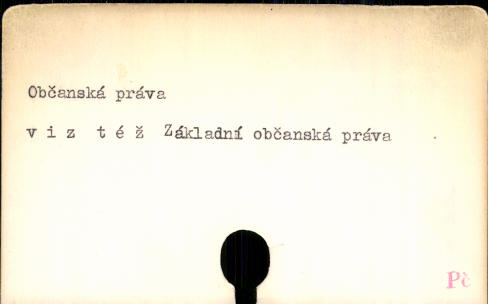 Občanská práva
v i z  t é ž  Základní občanská práva
Pč